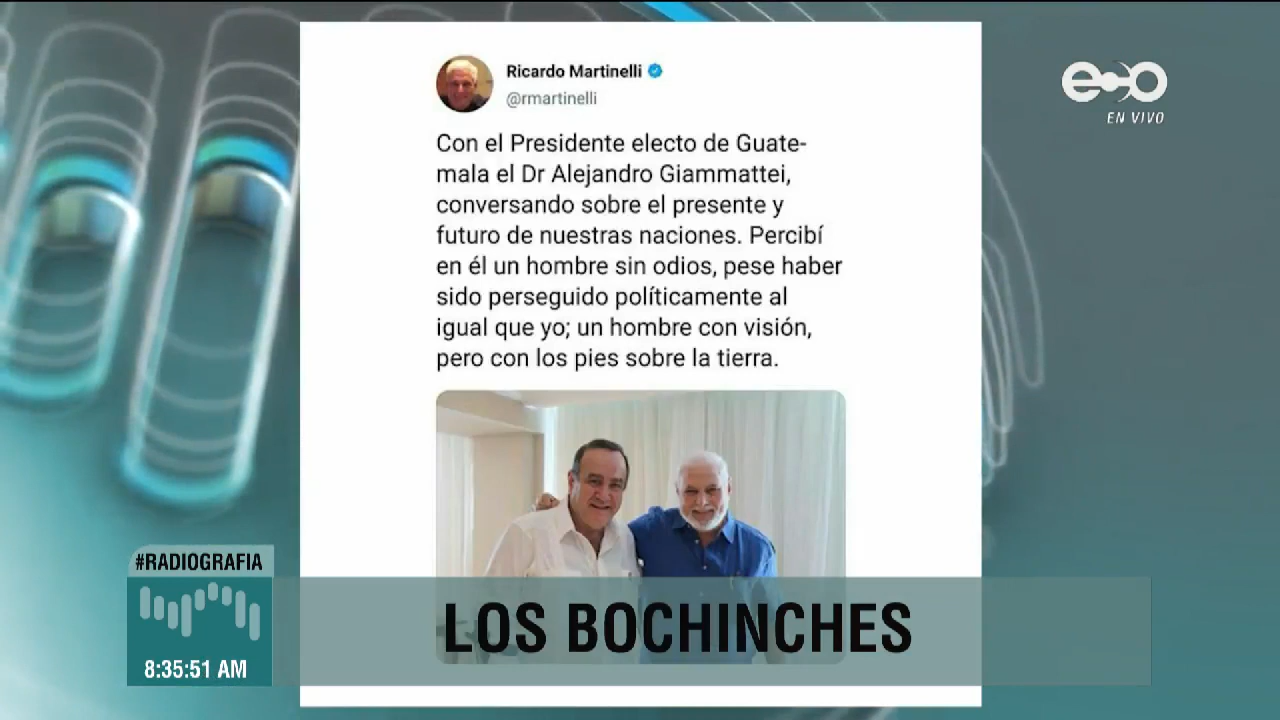 Ricardo Martinelli
@rmartinelli
Con el Presidente electo de Guate-
mala el Dr Alejandro Giammattei,
conversando sobre el presente y
futuro de nuestras naciones. Percibí
en él un hombre sin odios, pese haber
sido perseguido políticamente al
igual que yo; un hombre con visión,
pero con los pies sobre la tierra.
eco
EN VIVO
#RADIOGRAFIA
8:35:51 AM
LOS BOCHINCHES